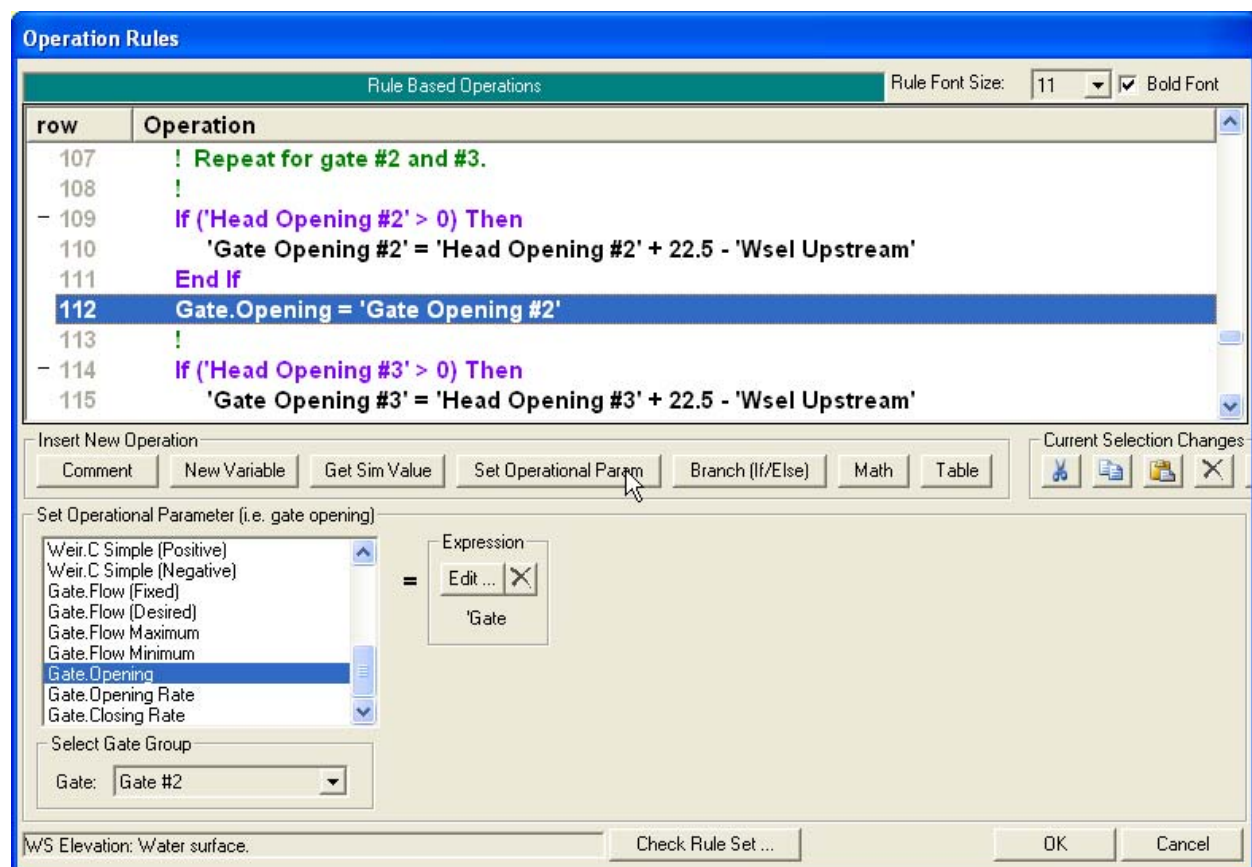 Operation Rules
Rule Based Operations
Rule Font Size: 11 Bold Font
row Operation
107 ! Repeat for gate #2 and #3.
108 !
109 If ('Head Opening #2' > 0) Then
110 'Gate Opening #2' = 'Head Opening #2' + 22.5 - 'Wsel Upstream'
111 End If
112 Gate.Opening = 'Gate Opening #2'
113 !
114 If ('Head Opening #3' > 0) Then
115 'Gate Opening #3' = 'Head Opening #3' + 22.5 - 'Wsel Upstream'
Insert New Operation
Current Selection Changes
Comment New Variable Get Sim Value Set Operational Param Branch (If/Else) Math Table
Set Operational Parameter (i.e. gate opening)
Weir.C Simple (Positive)
Weir.C Simple (Negative)
Gate.Flow (Fixed)
Gate.Flow (Desired)
Gate.Flow Maximum
Gate.Flow Minimum
Gate.Opening
Gate.Opening Rate
Gate.Closing Rate
=
Expression
Edit ...
'Gate
Select Gate Group
Gate: Gate #2
WS Elevation: Water surface.
Check Rule Set ...
OK
Cancel